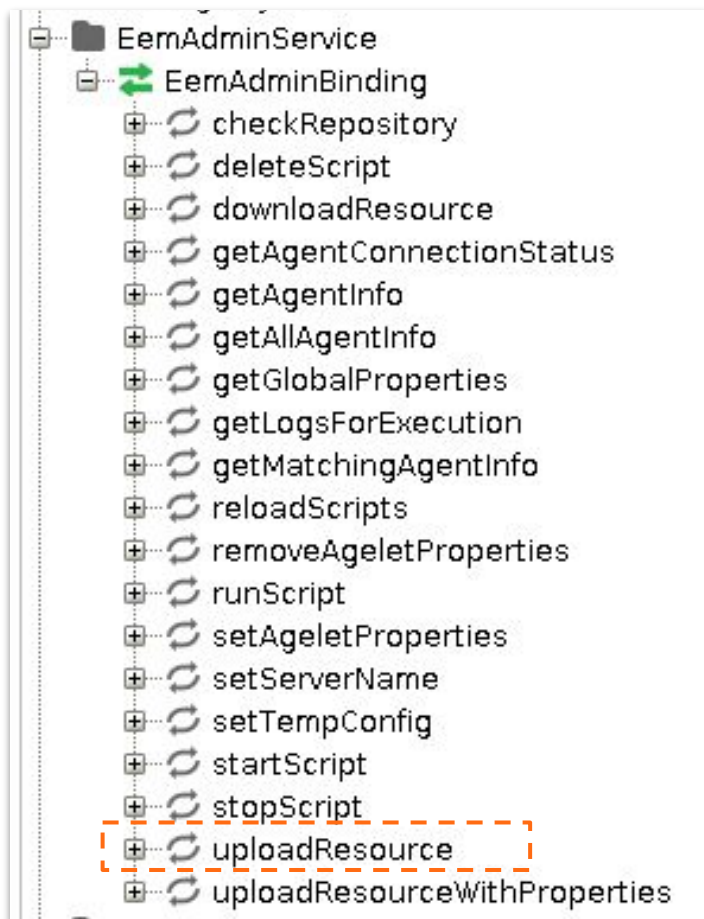 EemAdminService
EemAdminBinding
checkRepository
deleteScript
downloadResource
getAgentConnectionStatus
getAgentInfo
getAllAgentInfo
getGlobalProperties
getLogsForExecution
getMatchingAgentInfo
reloadScripts
removeAgeletProperties
runScript
setAgeletProperties
setServerName
setTempConfig
startScript
stopScript
uploadResource
uploadResourceWithProperties